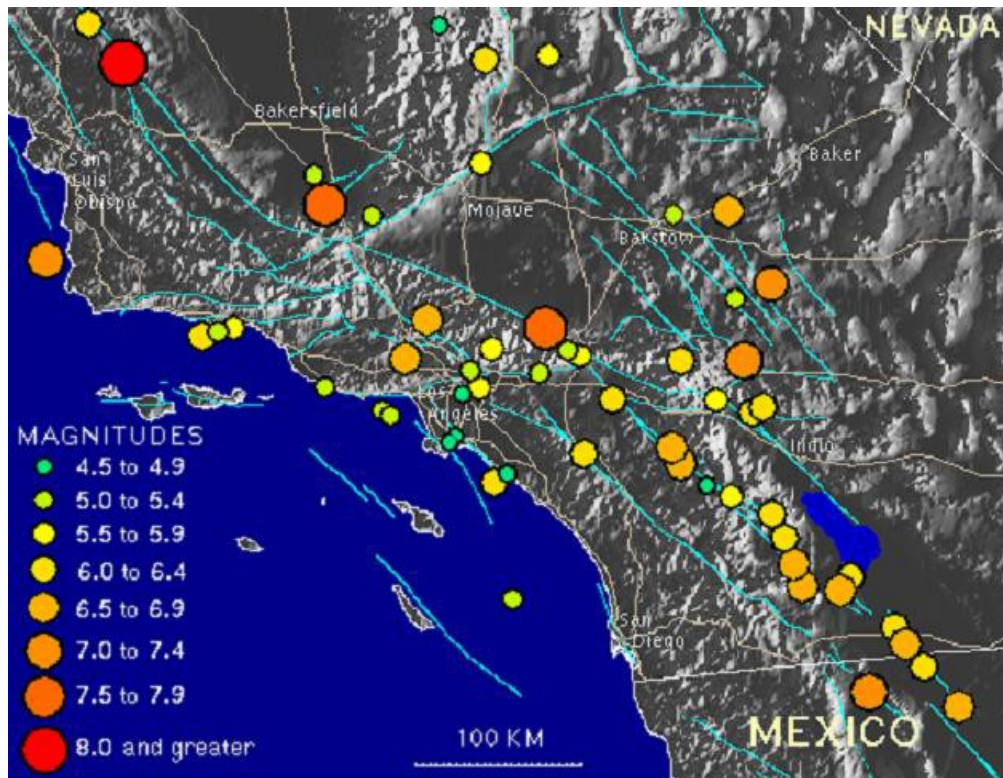 NEVADA
Bakersfield
San
Luis
Obispo
Baker
Mojave
Bakstow
Los
Angeles
Indio
MAGNITUDES
4.5 to 4.9
5.0 to 5.4
5.5 to 5.9
6.0 to 6.4
6.5 to 6.9
7.0 to 7.4
7.5 to 7.9
8.0 and greater
San
Diego
100 KM
MEXICO